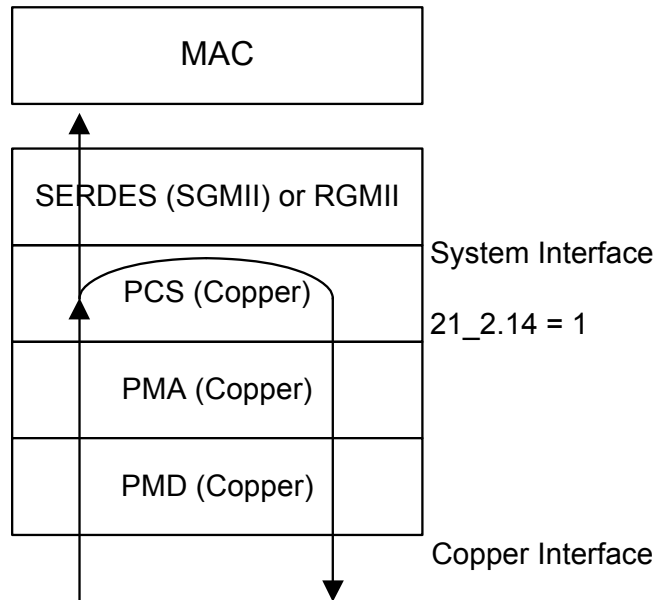 MAC
SERDES (SGMII) or RGMII
System Interface
PCS (Copper)
21_2.14 = 1
PMA (Copper)
PMD (Copper)
Copper Interface